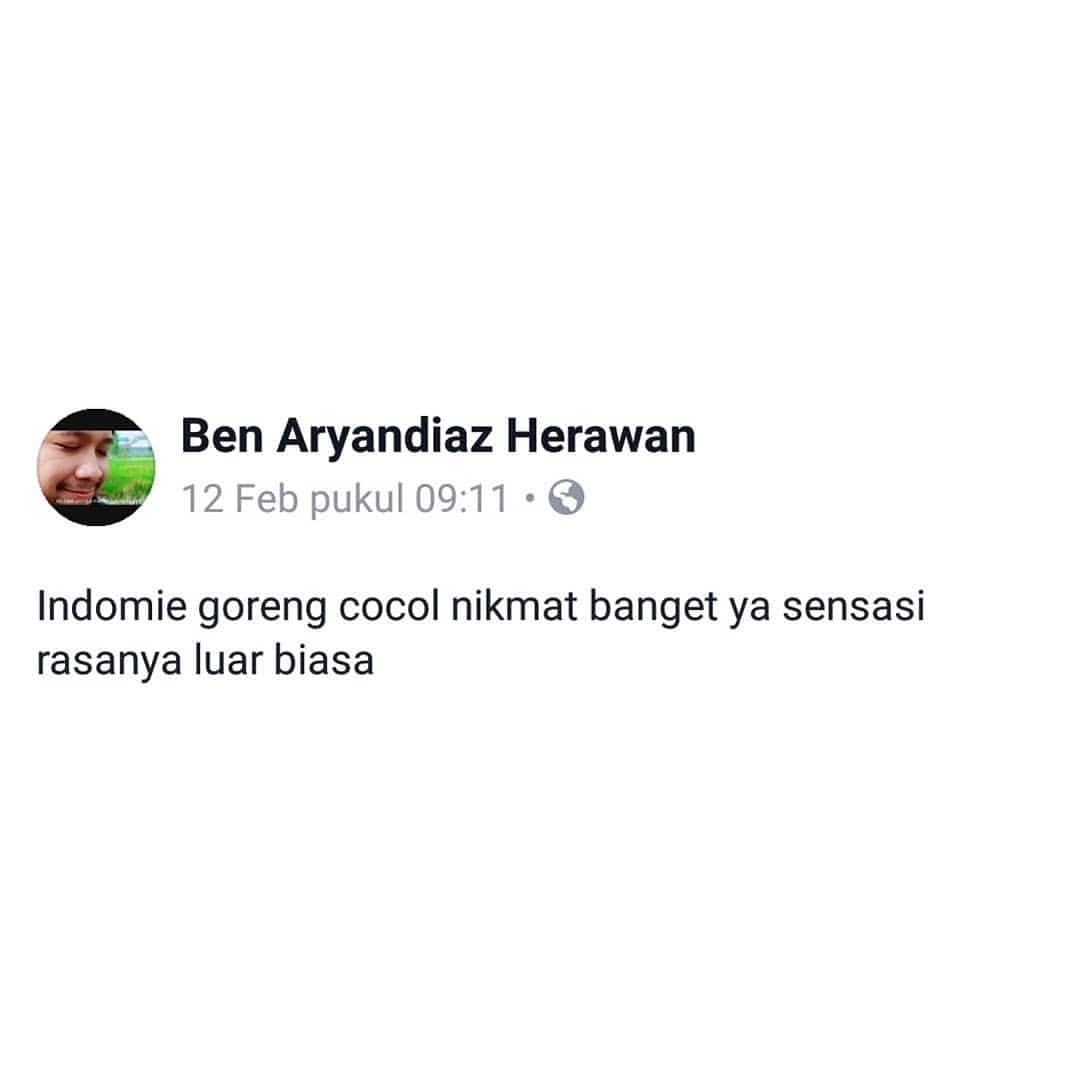 Ben Aryandiaz Herawan
12 Feb pukul 09:11 •
Indomie goreng cocol nikmat banget ya sensasi
rasanya luar biasa